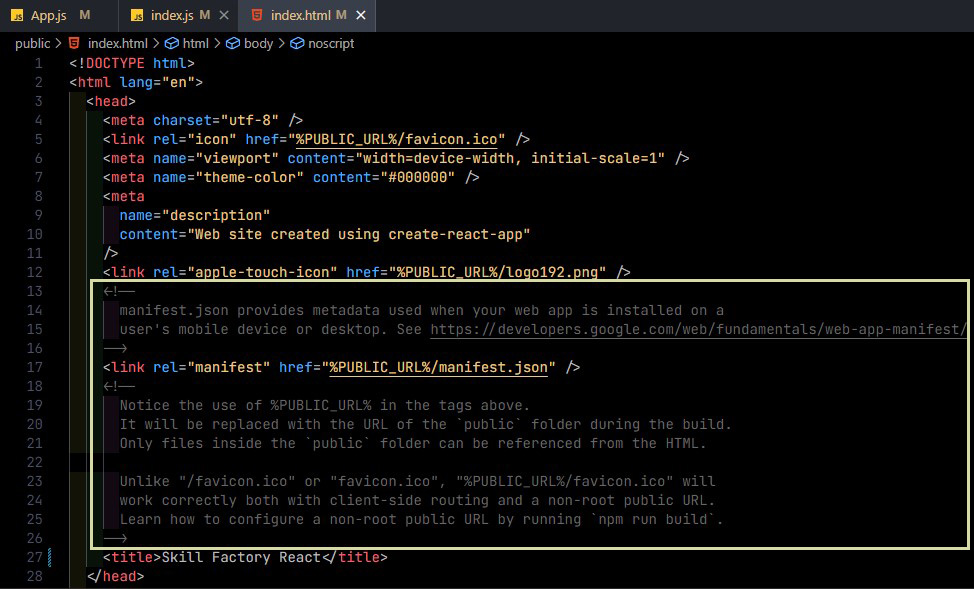 JS App.js M JS index.js M × index.html M ×
public > index.html > html > body > noscript
1 <!DOCTYPE html>
2 <html lang="en">
3 <head>
4 <meta charset="utf-8" />
5 <link rel="icon" href="%PUBLIC_URL%/favicon.ico" />
6 <meta name="viewport" content="width=device-width, initial-scale=1" />
7 <meta name="theme-color" content="#000000" />
8 <meta
9 name="description"
10 content="Web site created using create-react-app"
11 />
12 <link rel="apple-touch-icon" href="%PUBLIC_URL%/logo192.png" />
13 <!--
14 manifest.json provides metadata used when your web app is installed on a
15 user's mobile device or desktop. See https://developers.google.com/web/fundamentals/web-app-manifest/
16 -->
17 <link rel="manifest" href="%PUBLIC_URL%/manifest.json" />
18 <!--
19 Notice the use of %PUBLIC_URL% in the tags above.
20 It will be replaced with the URL of the `public` folder during the build.
21 Only files inside the `public` folder can be referenced from the HTML.
22
23 Unlike "/favicon.ico" or "favicon.ico", "%PUBLIC_URL%/favicon.ico" will
24 work correctly both with client-side routing and a non-root public URL.
25 Learn how to configure a non-root public URL by running `npm run build`.
26 -->
27 <title>Skill Factory React</title>
28 </head>